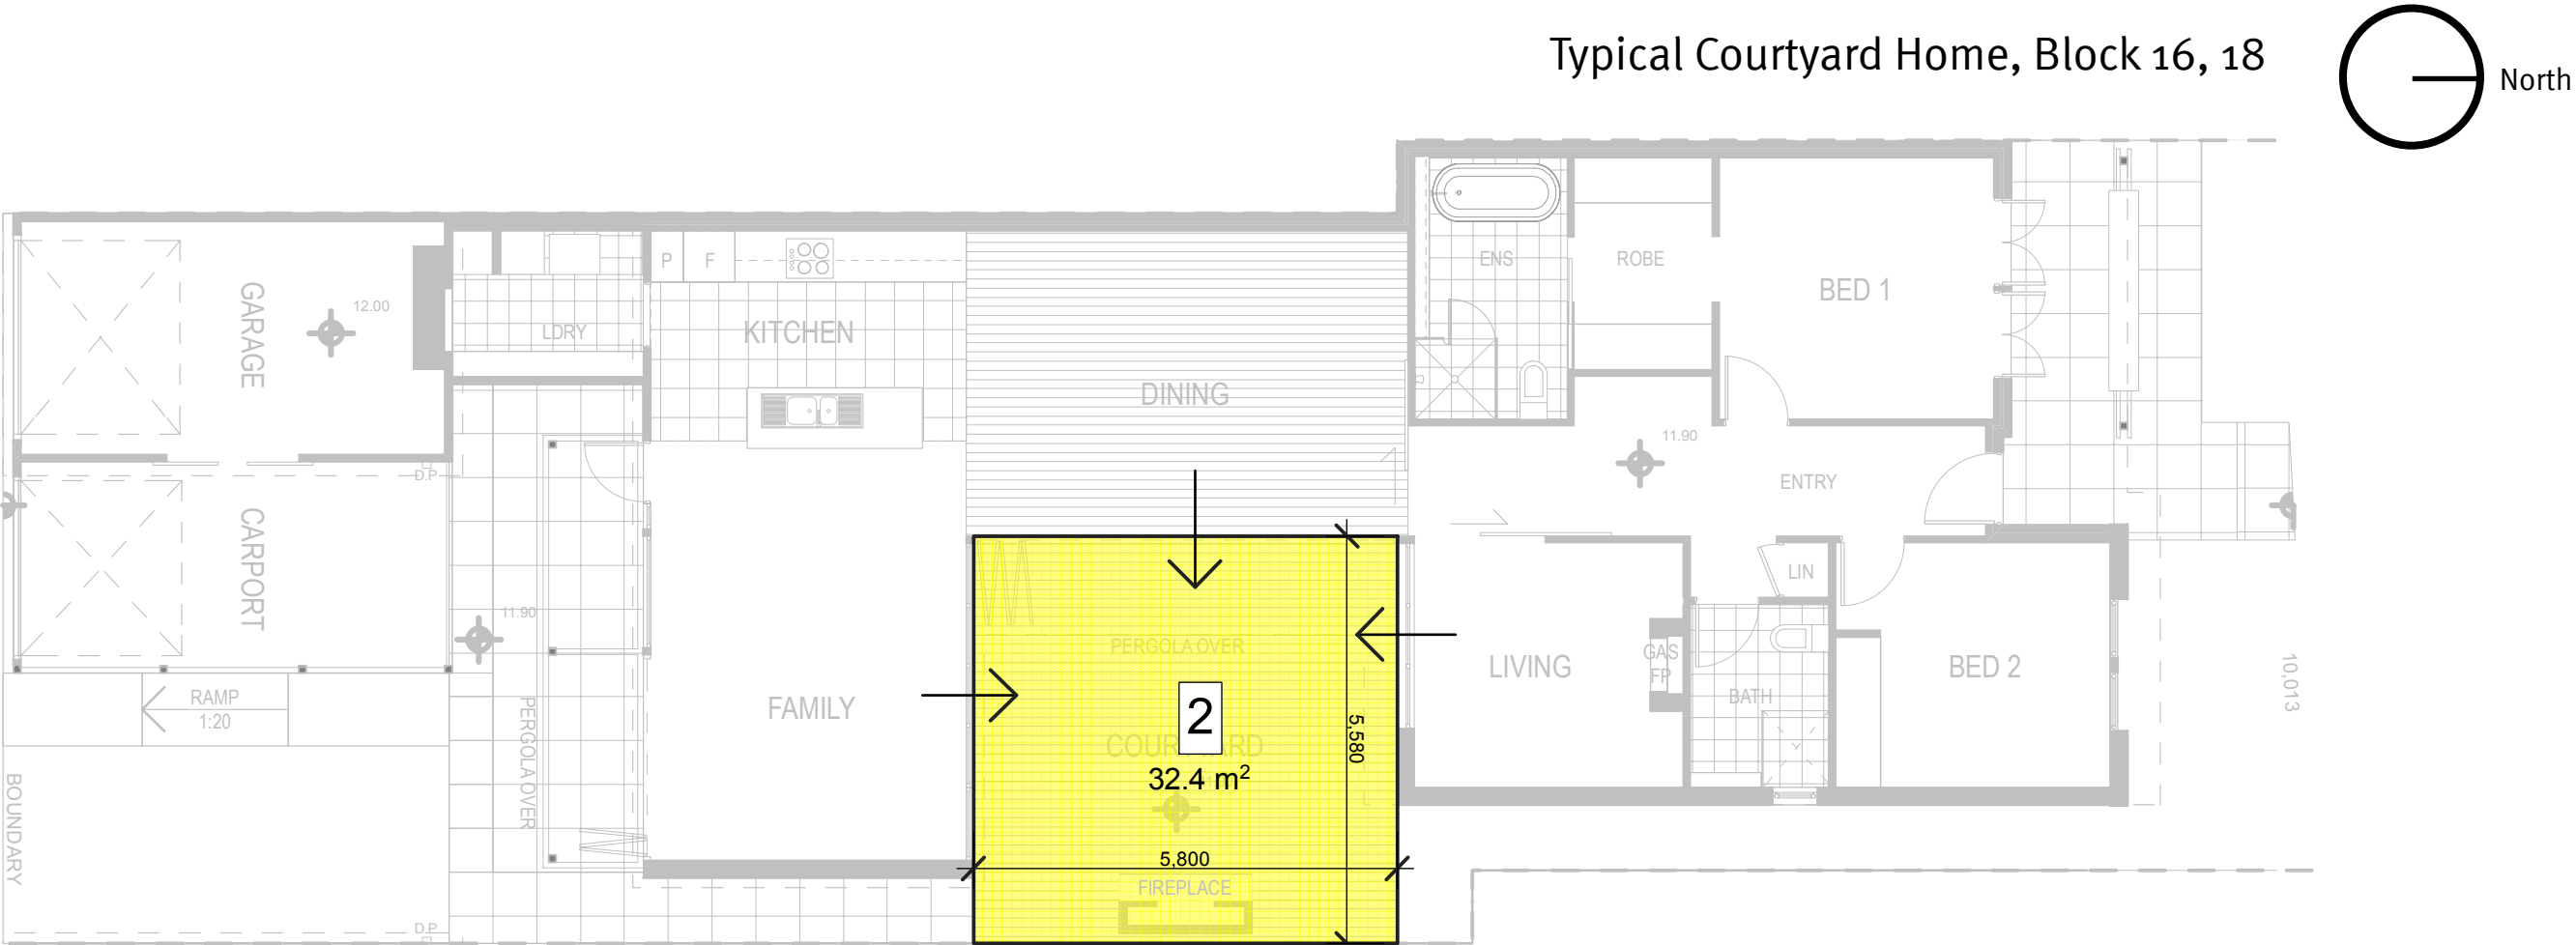 Typical Courtyard Home, Block 16, 18
North
ENS
ROBE
BED 1
P
F
GARAGE
12.00
LDRY
KITCHEN
DINING
11.90
ENTRY
D.P
CARPORT
11.90
LIN
PERGOLA OVER
LIVING
GAS
FP
BED 2
10,013
RAMP
1:20
PERGOLA OVER
FAMILY
2
BATH
COURTYARD
5,580
32.4 m²
BOUNDARY
5,800
FIREPLACE
D.P